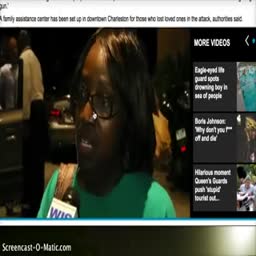 gun.'
A family assistance center has been set up in downtown Charleston for those who lost loved ones in the attack, authorities said.
MORE VIDEOS
Eagle-eyed life
guard spots
drowning boy in
sea of people
Boris Johnson:
'Why don't you f***
off and die'
Hilarious moment
Queen's Guards
push 'stupid'
tourist out...
WIS
Screencast-O-Matic.com